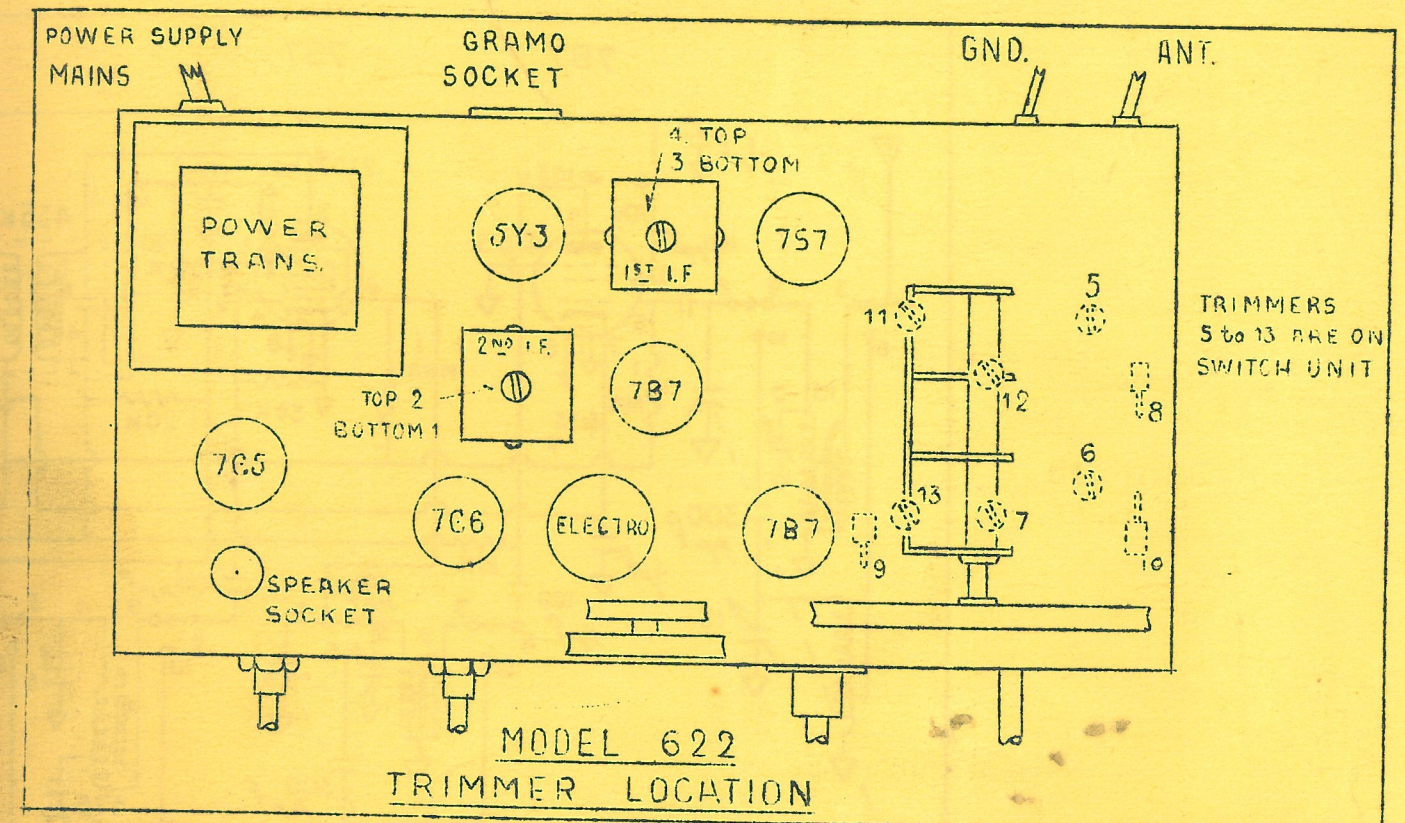 POWER SUPPLY
MAINS
GRAMO
SOCKET
GND.
ANT.
4. TOP
3 BOTTOM
POWER
TRANS.
5Y-3
1ST I.F
7S7
5
11
TRIMMERS
5 to 13 ARE ON
SWITCH UNIT
2ND I.F.
TOP 2
BOTTOM 1
7B7
12
8
7C5
6
7C6
ELECTRO
7B7
13
7
9
10
SPEAKER
SOCKET
MODEL 622
TRIMMER LOCATION